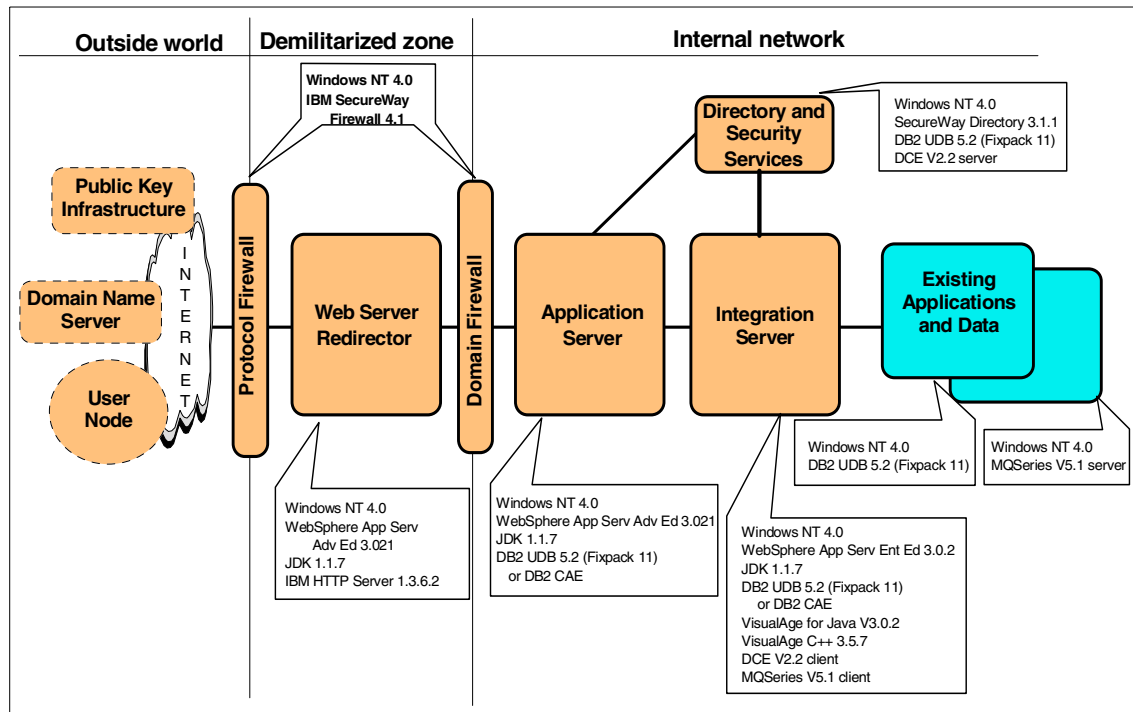 Outside world
Demilitarized zone
Internal network
Windows NT 4.0
IBM SecureWay
Firewall 4.1
Directory and
Security
Services
Windows NT 4.0
SecureWay Directory 3.1.1
DB2 UDB 5.2 (Fixpack 11)
DCE V2.2 server
Public Key
Infrastructure
Domain Name
Server
User
Node
INTERNET
Protocol Firewall
Web Server
Redirector
Domain Firewall
Application
Server
Integration
Server
Existing
Applications
and Data
Windows NT 4.0
WebSphere App Serv
Adv Ed 3.021
JDK 1.1.7
IBM HTTP Server 1.3.6.2
Windows NT 4.0
WebSphere App Serv Adv Ed 3.021
JDK 1.1.7
DB2 UDB 5.2 (Fixpack 11)
or DB2 CAE
Windows NT 4.0
WebSphere App Serv Ent Ed 3.0.2
JDK 1.1.7
DB2 UDB 5.2 (Fixpack 11)
or DB2 CAE
VisualAge for Java V3.0.2
VisualAge C++ 3.5.7
DCE V2.2 client
MQSeries V5.1 client
Windows NT 4.0
DB2 UDB 5.2 (Fixpack 11)
Windows NT 4.0
MQSeries V5.1 server